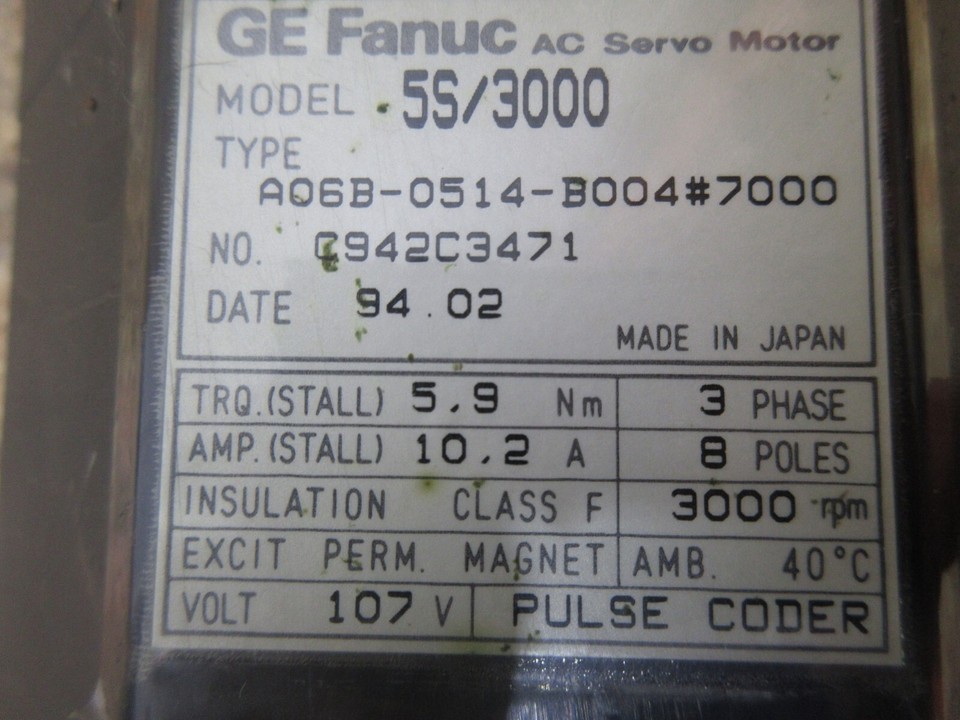 GE Fanuc AC Servo Motor
MODEL 5S/3000
TYPE
A06B-0514-B004#7000
NO. C942C3471
DATE 94.02
MADE IN JAPAN
TRQ.(STALL) 5.9 Nm 3 PHASE
AMP.(STALL) 10.2 A 8 POLES
INSULATION CLASS F 3000 rpm
EXCIT PERM. MAGNET AMB. 40°C
VOLT 107 V PULSE CODER